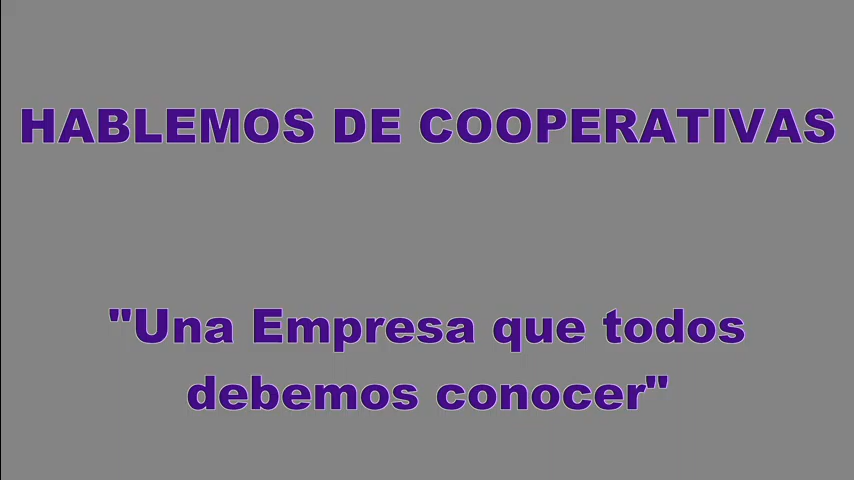 HABLEMOS DE COOPERATIVAS
"Una Empresa que todos
debemos conocer"